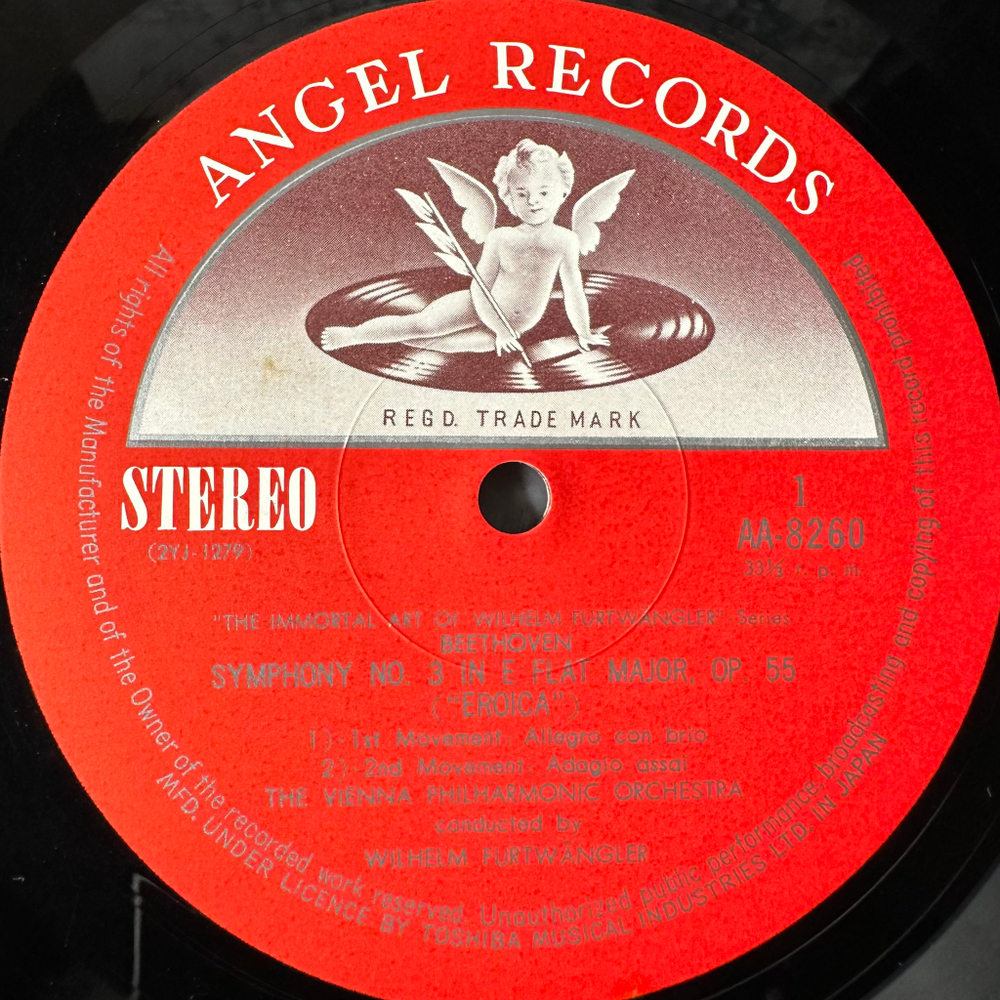 ANGEL RECORDS
REGD. TRADE MARK
STEREO
(2YJ-1279)
1
AA-8260
33⅓ r. p. m
"THE IMMORTAL ART OF WILHELM FURTWÄNGLER" Series
BEETHOVEN
SYMPHONY NO. 3 IN E FLAT MAJOR, OP. 55
("EROICA")
1)-1st Movement: Allegro con brio
2)-2nd Movement: Adagio assai
THE VIENNA PHILHARMONIC ORCHESTRA
conducted by
WILHELM FURTWÄNGLER
All rights of the Manufacturer and of the Owner of the recorded work reserved. Unauthorized public performance, broadcasting and copying of this record prohibited
MFD. UNDER LICENCE BY TOSHIBA MUSICAL INDUSTRIES LTD. IN JAPAN